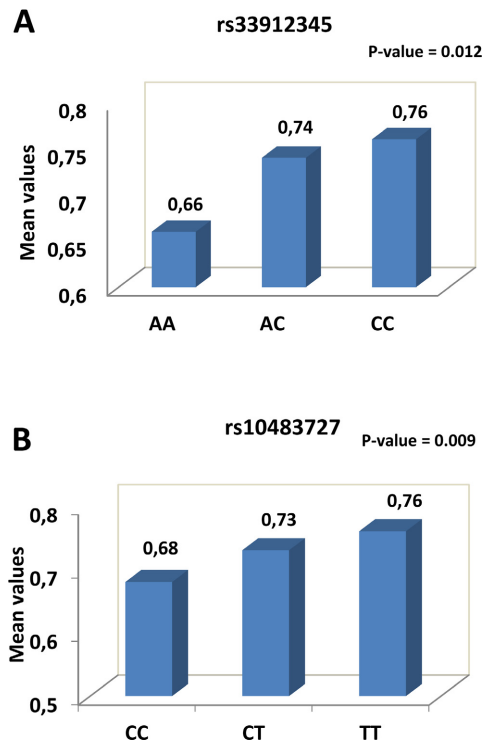 A
rs33912345
P-value = 0.012
0,8
0,75
0,7
0,65
0,6
Mean values
0,66
0,74
0,76
AA AC CC
B
rs10483727
P-value = 0.009
0,8
0,7
0,6
0,5
Mean values
0,68
0,73
0,76
CC CT TT